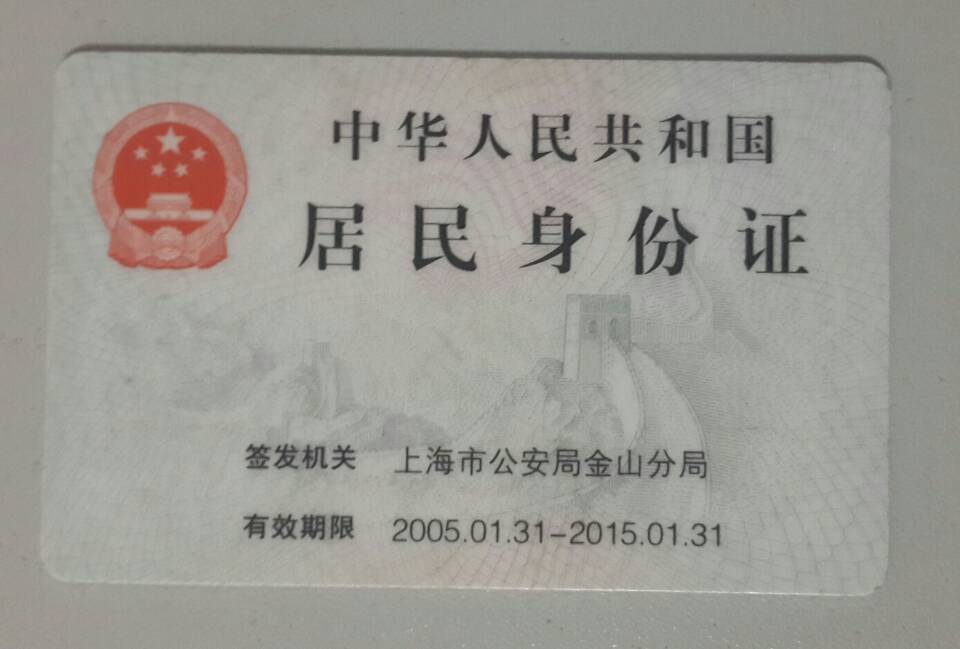 中华人民共和国
居民身份证
签发机关 上海市公安局金山分局
有效期限 2005.01.31-2015.01.31